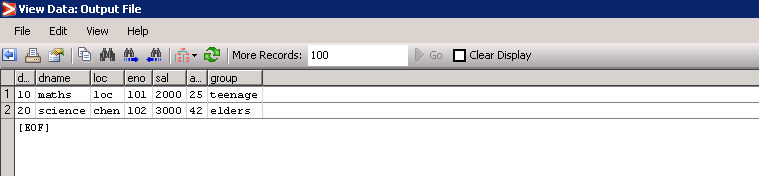 View Data: Output File
File Edit View Help
More Records: 100 Go Clear Display
d... dname loc eno sal a... group
1 10 maths loc 101 2000 25 teenage
2 20 science chen 102 3000 42 elders
[EOF]